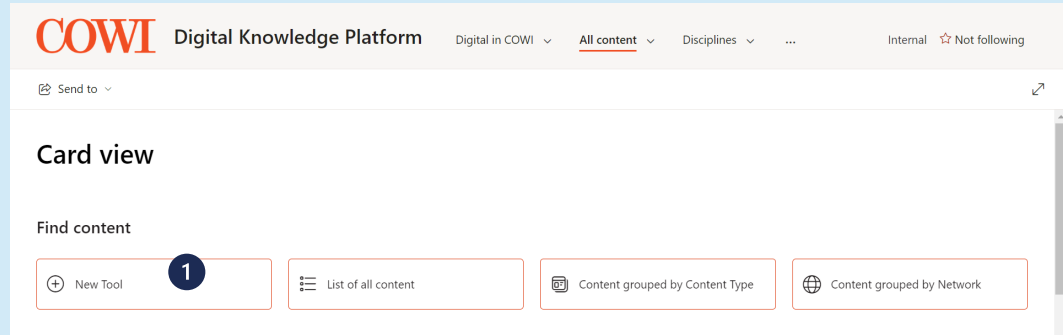 COWI Digital Knowledge Platform Digital in COWI All content Disciplines ... Internal Not following
Send to
Card view
Find content
1
New Tool List of all content Content grouped by Content Type Content grouped by Network